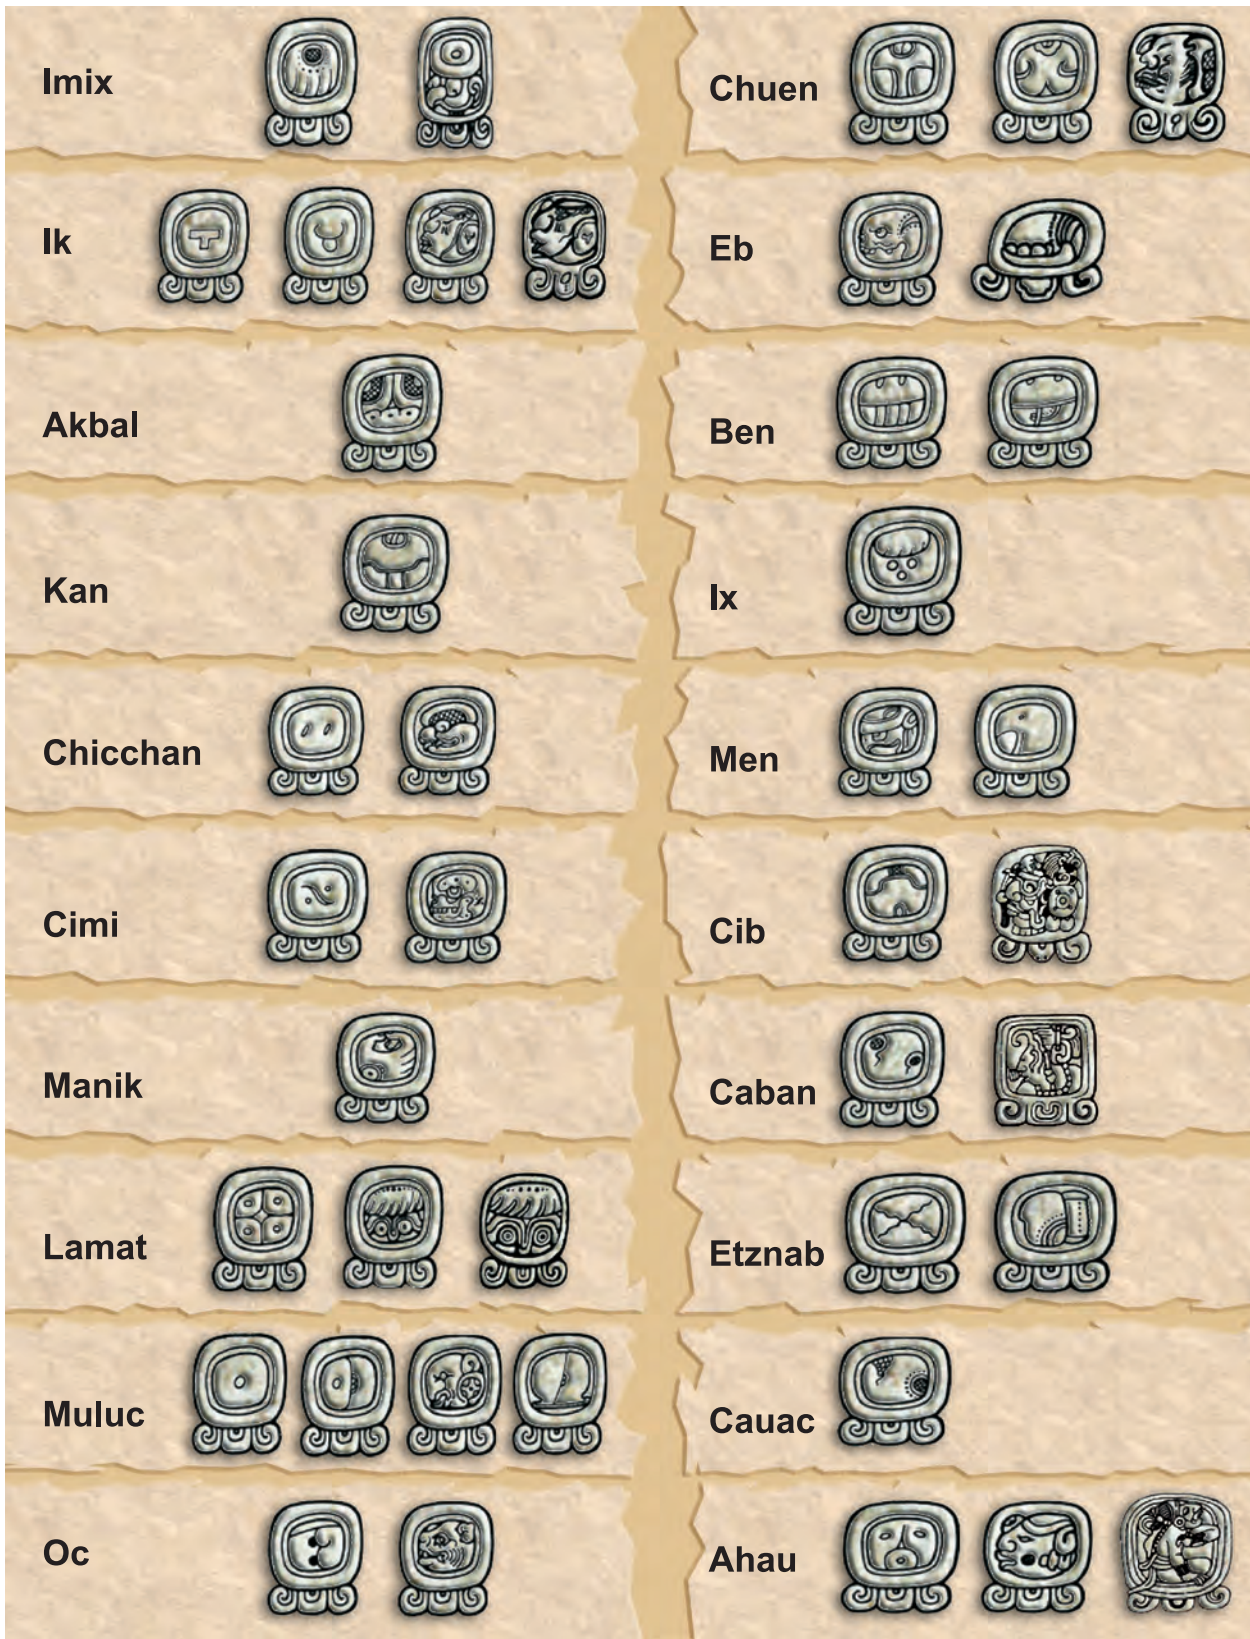 Imix
Ik
Akbal
Kan
Chicchan
Cimi
Manik
Lamat
Muluc
Oc
Chuen
Eb
Ben
Ix
Men
Cib
Caban
Etznab
Cauac
Ahau